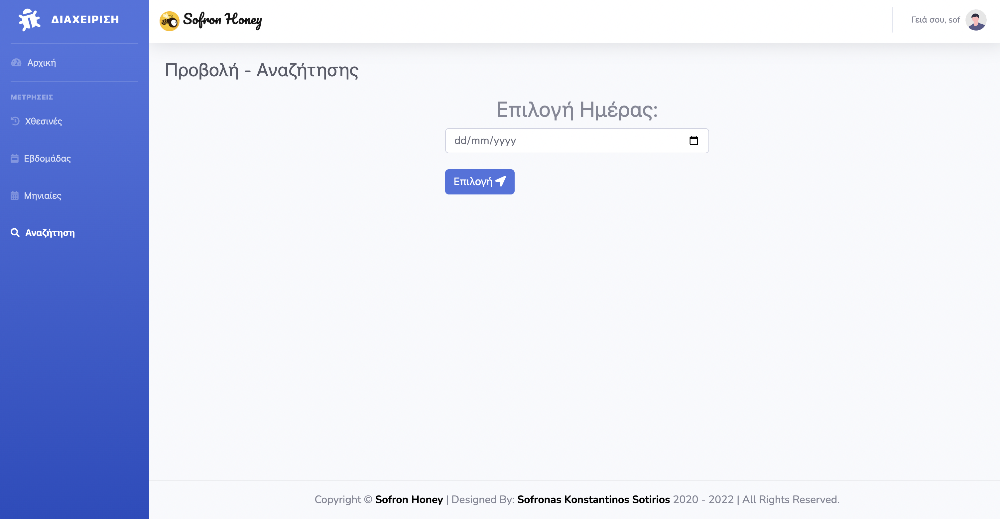 ΔΙΑΧΕΙΡΙΣΗ
Αρχική
ΜΕΤΡΗΣΕΙΣ
Χθεσινές
Εβδομάδας
Μηνιαίες
Αναζήτηση
Sofron Honey
Γειά σου, sof
Προβολή - Αναζήτησης
Επιλογή Ημέρας:
dd/mm/yyyy
Επιλογή
Copyright © Sofron Honey | Designed By: Sofronas Konstantinos Sotirios 2020 - 2022 | All Rights Reserved.